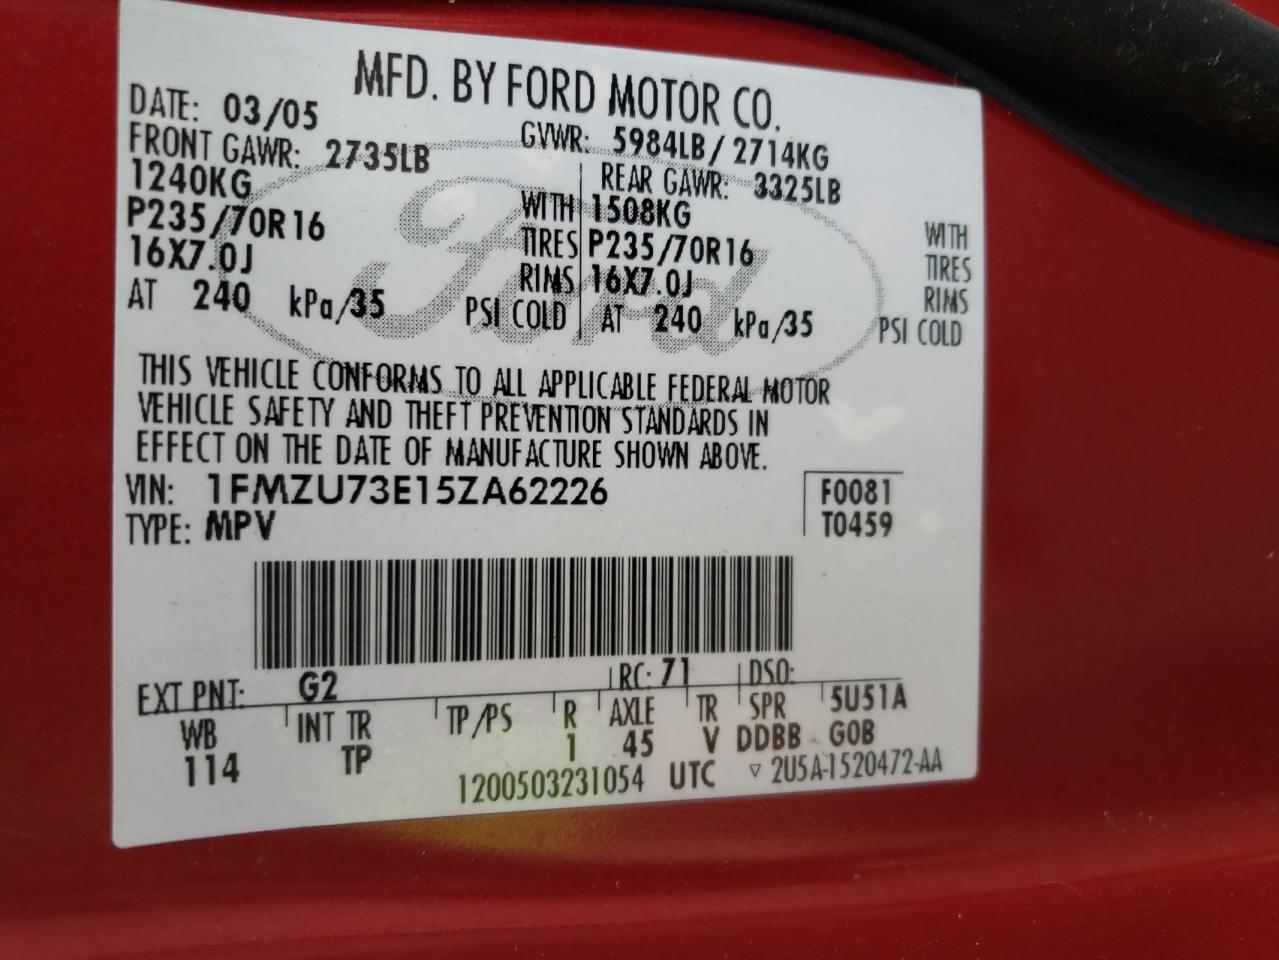 MFD. BY FORD MOTOR CO.
DATE: 03/05 GVWR: 5984LB / 2714KG
FRONT GAWR: 2735LB REAR GAWR: 3325LB
1240KG WITH 1508KG WITH
P235/70R16 TIRES P235/70R16 TIRES
16X7.0J RIMS 16X7.0J RIMS
AT 240 kPa/35 PSI COLD AT 240 kPa/35 PSI COLD
Ford
THIS VEHICLE CONFORMS TO ALL APPLICABLE FEDERAL MOTOR
VEHICLE SAFETY AND THEFT PREVENTION STANDARDS IN
EFFECT ON THE DATE OF MANUFACTURE SHOWN ABOVE.
VIN: 1FMZU73E15ZA62226 F0081
TYPE: MPV T0459
EXT PNT: G2 RC: 71 DSO:
WB INT TR TP/PS R AXLE TR SPR 5U51A
114 TP 1 45 V DDBB GOB
1200503231054 UTC ▽ 2U5A-1520472-AA